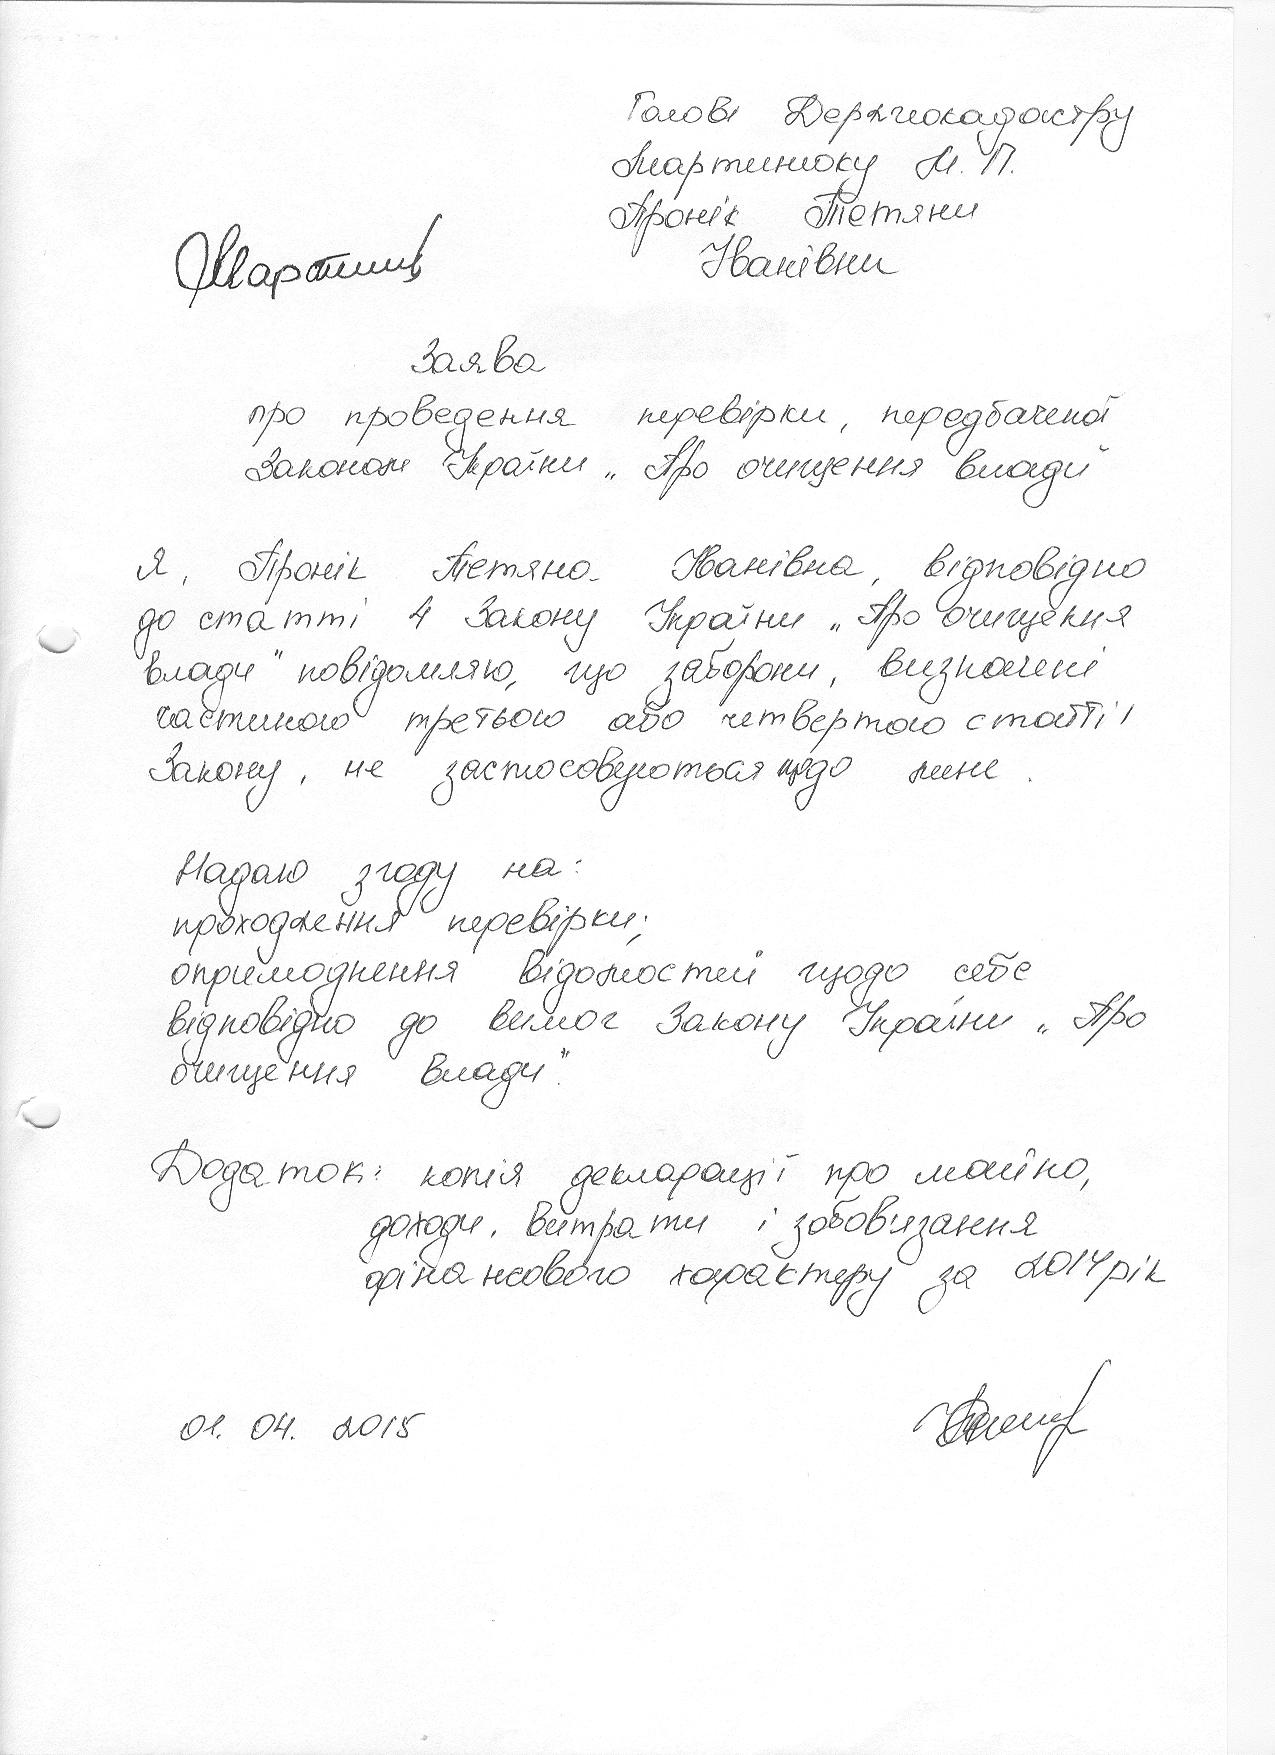 Голові Держгеокадастру
Мартинюку М. П.
Пронік Тетяни
Іванівни
Заява
про проведення перевірки, передбаченої
Законом України „Про очищення влади"
Я, Пронік Тетяна Іванівна, відповідно
до статті 4 Закону України „Про очищення
влади" повідомляю, що заборони, визначені
частиною третьою або четвертою статті 1
Закону, не застосовуються щодо мене.
Надаю згоду на:
проходження перевірки;
оприлюднення відомостей щодо себе
відповідно до вимог Закону України „Про
очищення влади".
Додаток: копія декларації про майно,
доходи, витрати і зобов'язання
фінансового характеру за 2014 рік
01. 04. 2015